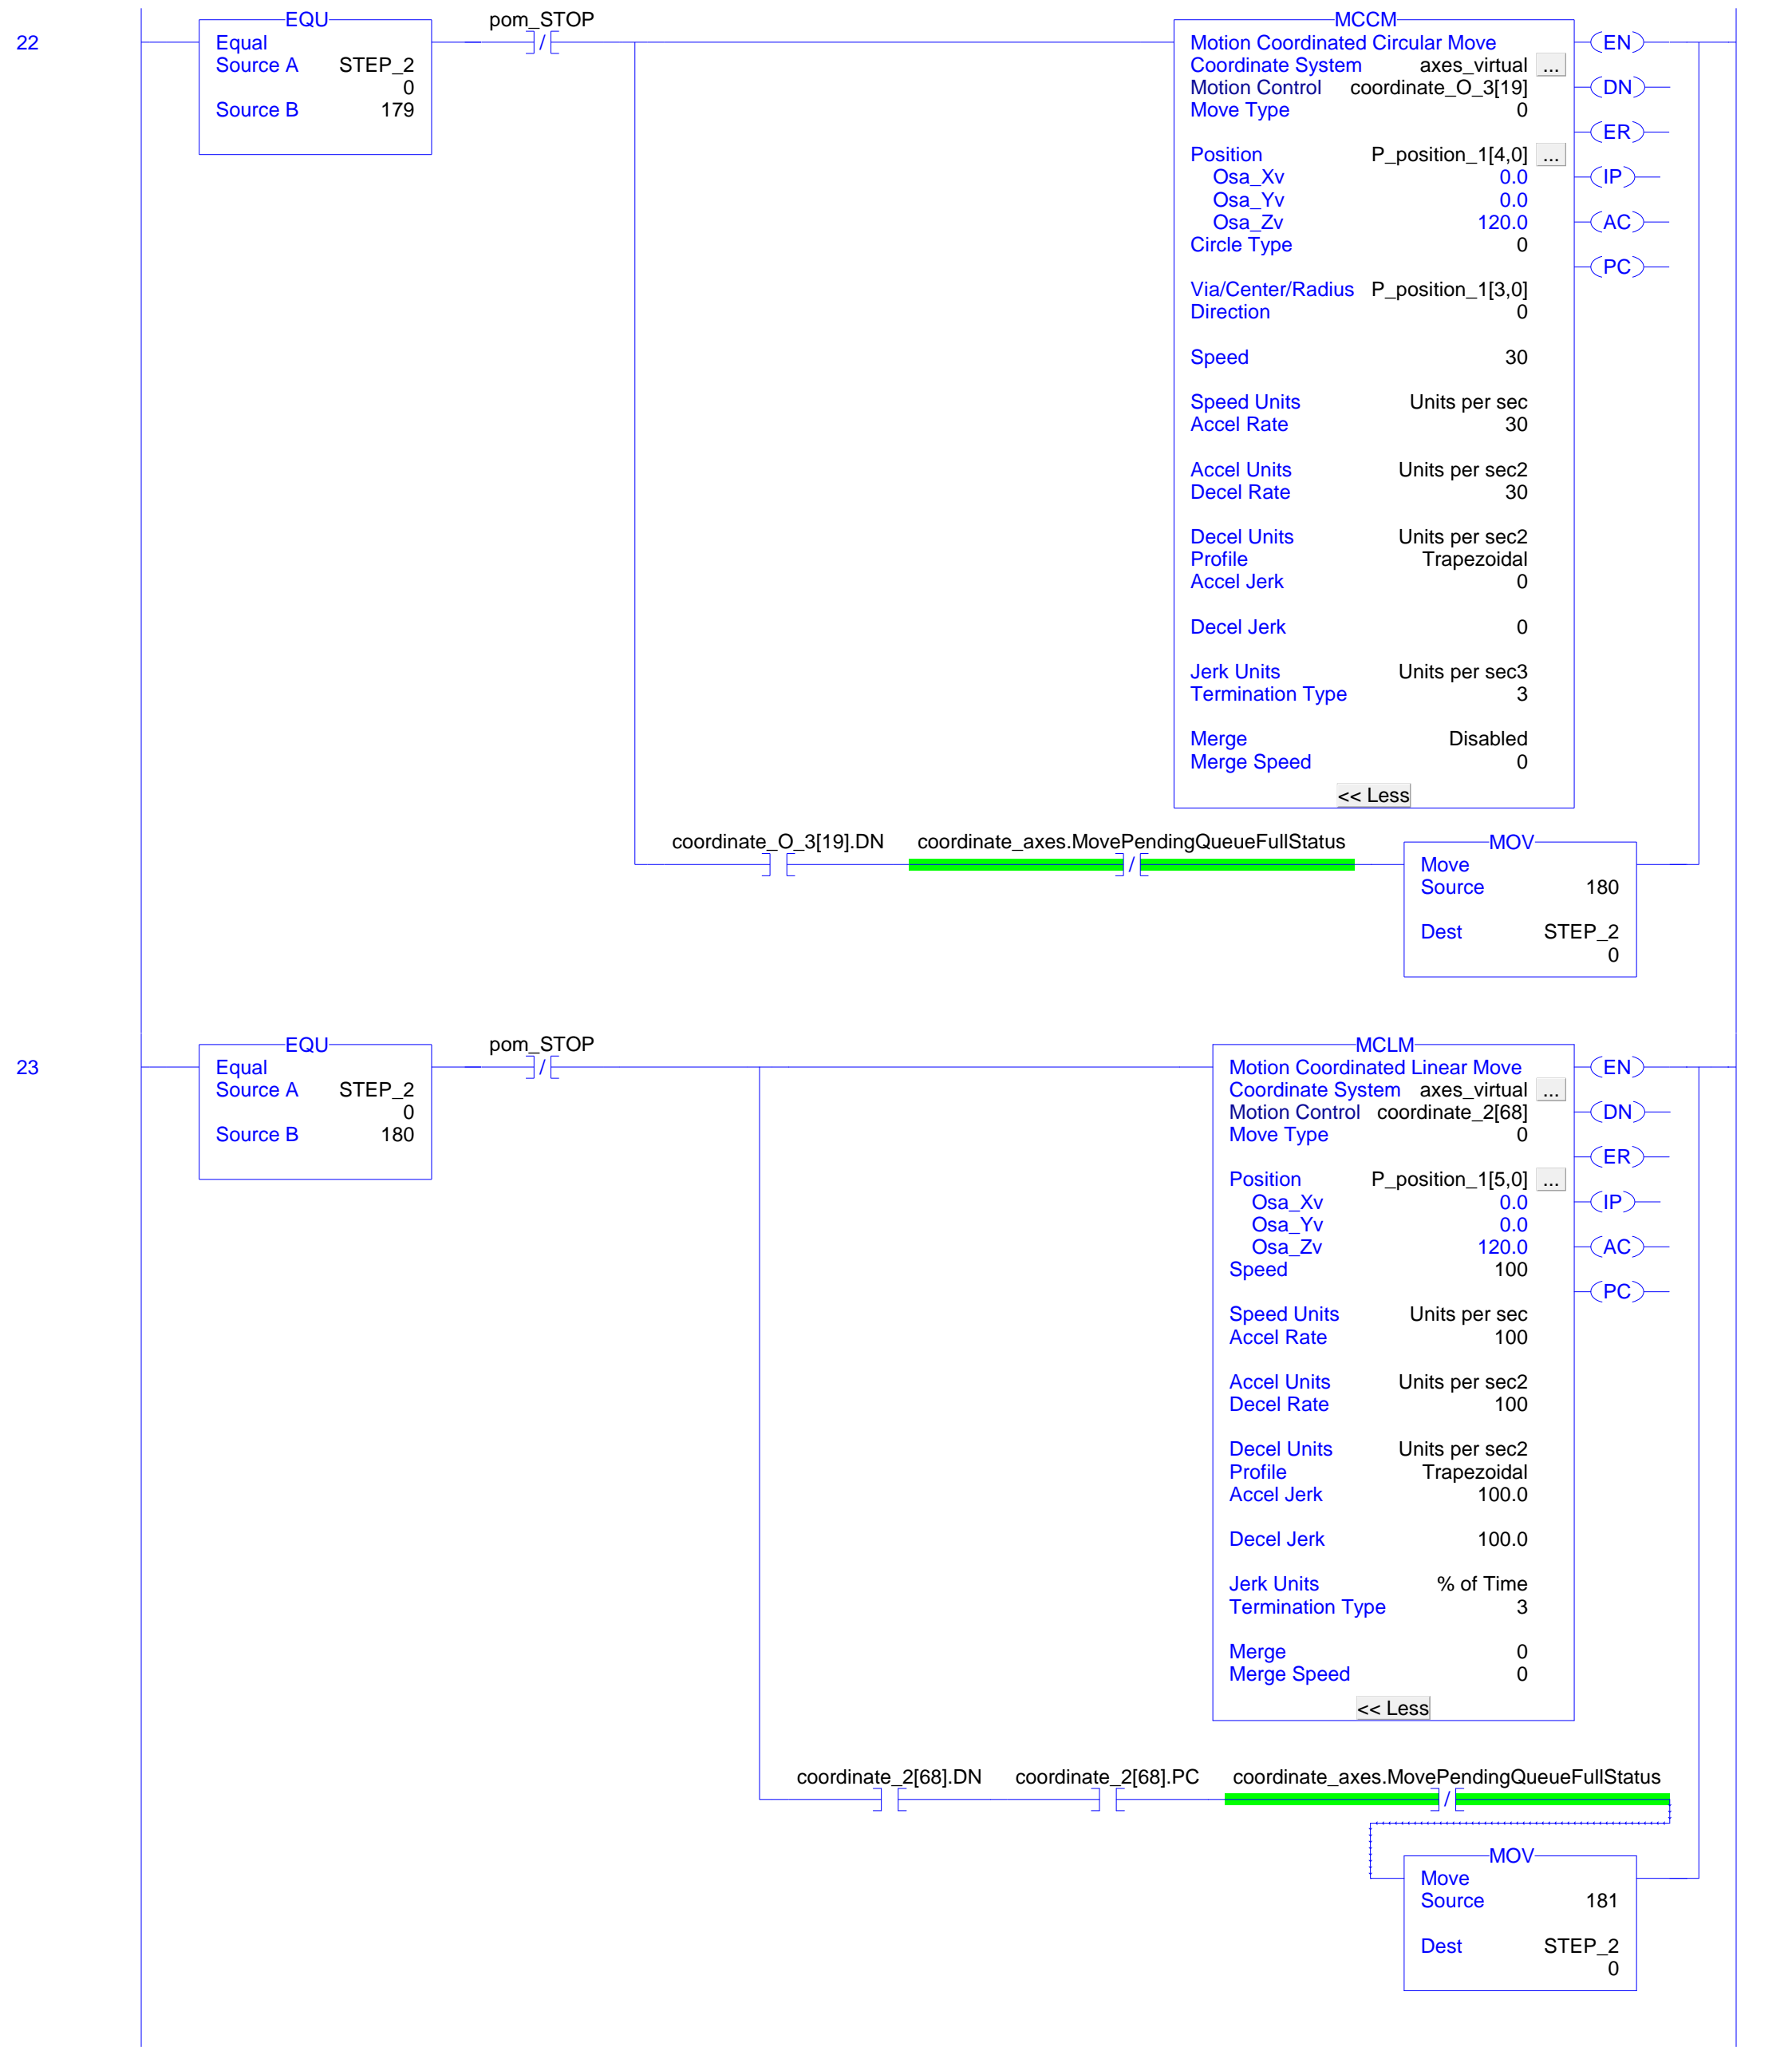 EQU pom_STOP MCCM
22 Equal / Motion Coordinated Circular Move EN
Source A STEP_2 Coordinate System axes_virtual ...
0 Motion Control coordinate_O_3[19] DN
Source B 179 Move Type 0
ER
Position P_position_1[4,0] ...
Osa_Xv 0.0 IP
Osa_Yv 0.0
Osa_Zv 120.0 AC
Circle Type 0
PC
Via/Center/Radius P_position_1[3,0]
Direction 0
Speed 30
Speed Units Units per sec
Accel Rate 30
Accel Units Units per sec2
Decel Rate 30
Decel Units Units per sec2
Profile Trapezoidal
Accel Jerk 0
Decel Jerk 0
Jerk Units Units per sec3
Termination Type 3
Merge Disabled
Merge Speed 0
<< Less
coordinate_O_3[19].DN coordinate_axes.MovePendingQueueFullStatus MOV
/ Move
Source 180
Dest STEP_2
0
EQU pom_STOP MCLM
23 Equal / Motion Coordinated Linear Move EN
Source A STEP_2 Coordinate System axes_virtual ...
0 Motion Control coordinate_2[68] DN
Source B 180 Move Type 0
ER
Position P_position_1[5,0] ...
Osa_Xv 0.0 IP
Osa_Yv 0.0
Osa_Zv 120.0 AC
Speed 100
PC
Speed Units Units per sec
Accel Rate 100
Accel Units Units per sec2
Decel Rate 100
Decel Units Units per sec2
Profile Trapezoidal
Accel Jerk 100.0
Decel Jerk 100.0
Jerk Units % of Time
Termination Type 3
Merge 0
Merge Speed 0
<< Less
coordinate_2[68].DN coordinate_2[68].PC coordinate_axes.MovePendingQueueFullStatus
/
MOV
Move
Source 181
Dest STEP_2
0